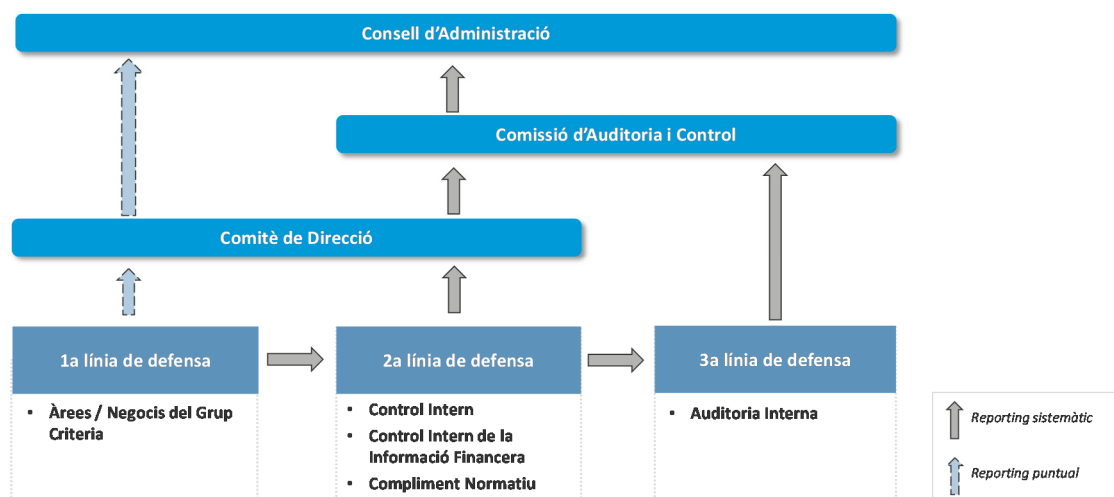 Consell d'Administració
Comissió d'Auditoria i Control
Comitè de Direcció
1a línia de defensa
2a línia de defensa
3a línia de defensa
• Àrees / Negocis del Grup
Criteria
• Control Intern
• Control Intern de la
Informació Financera
• Compliment Normatiu
• Auditoria Interna
Reporting sistemàtic
Reporting puntual